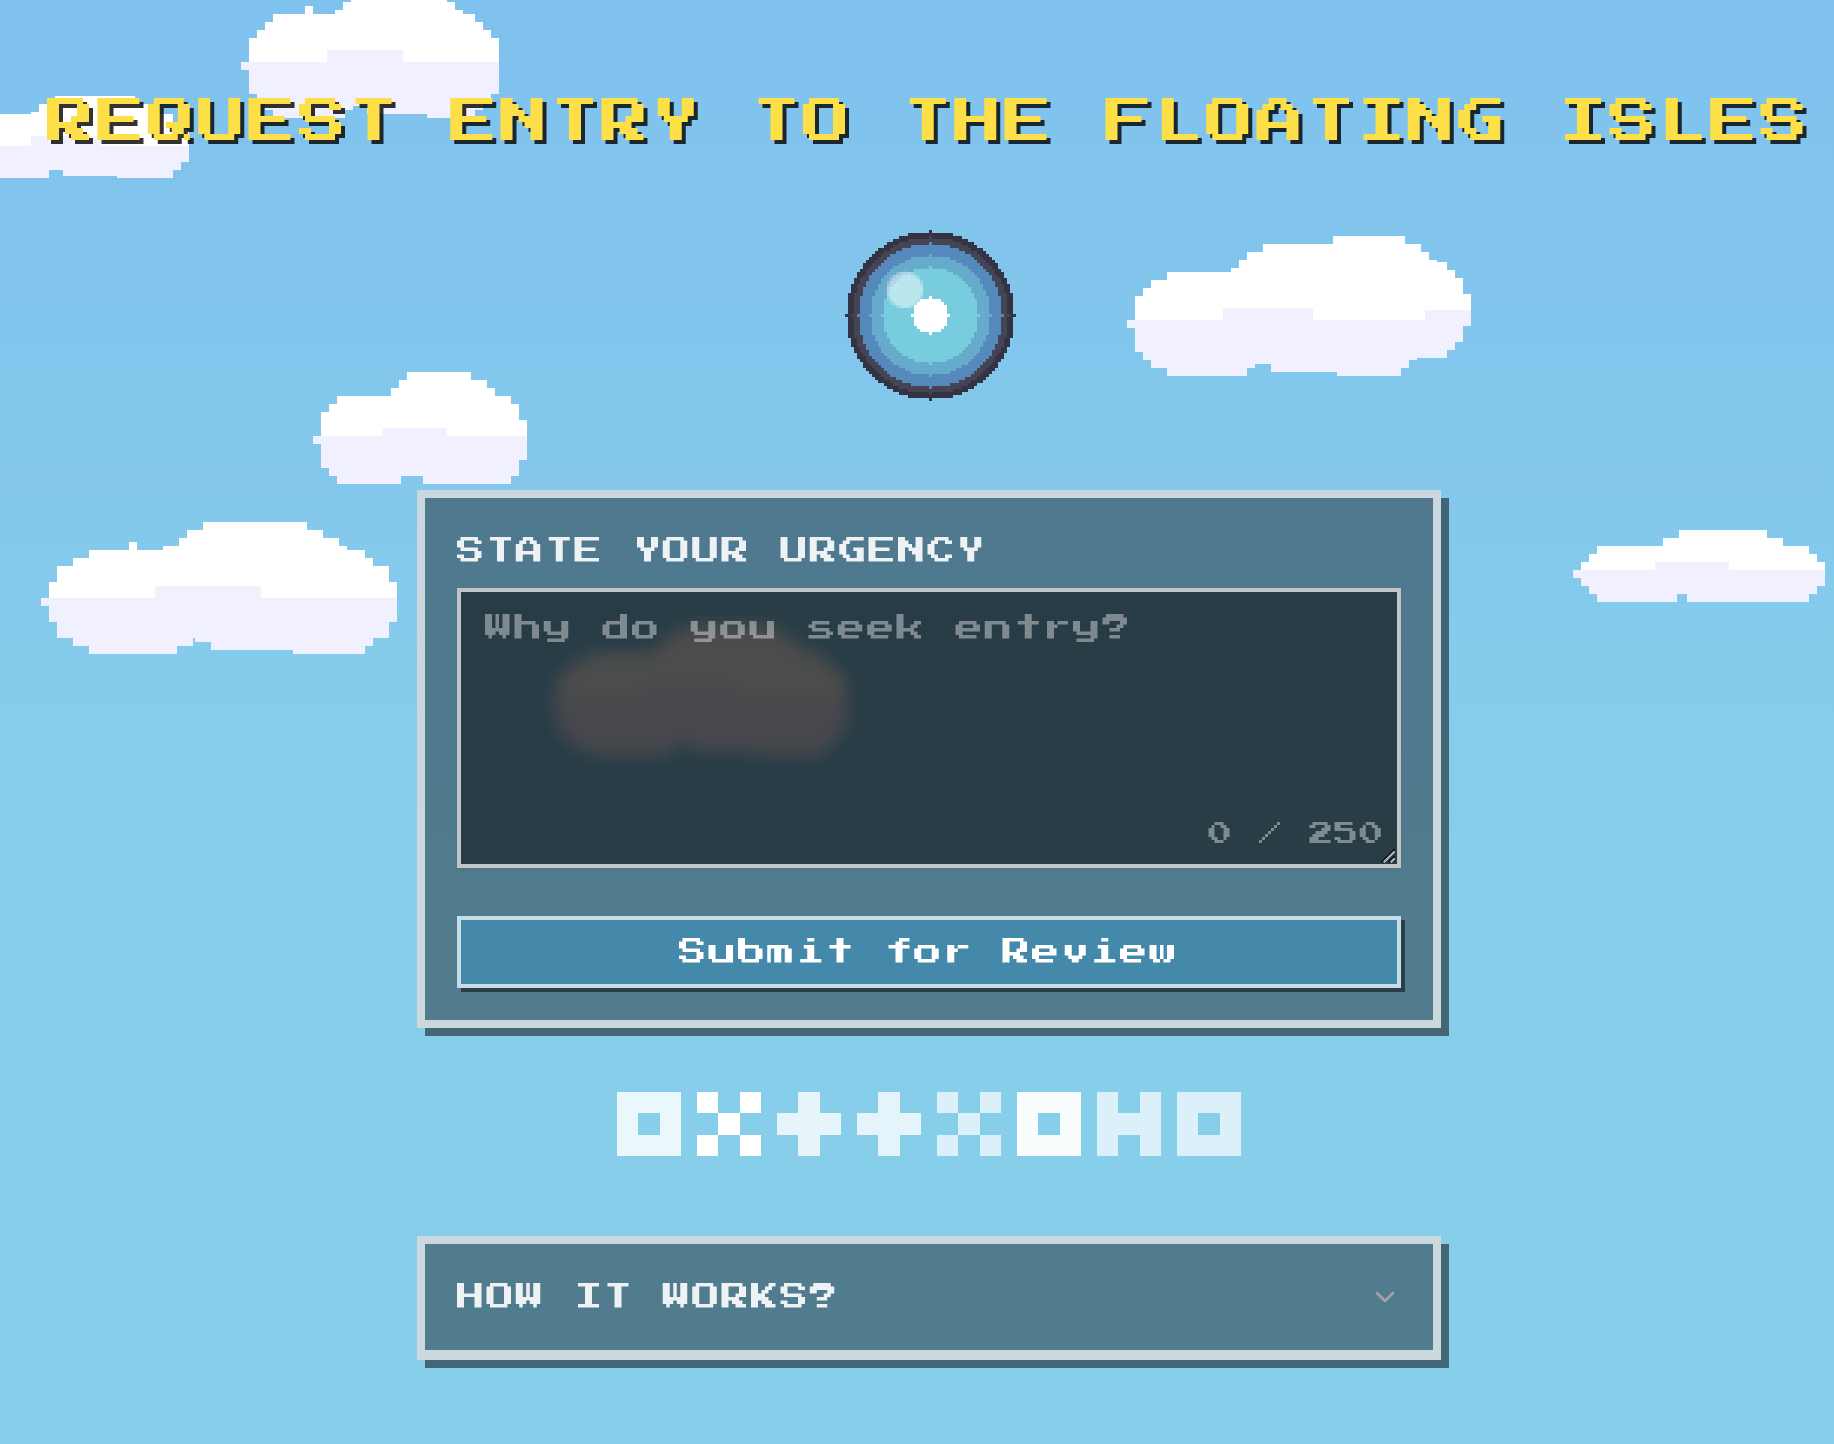 REQUEST ENTRY TO THE FLOATING ISLES
STATE YOUR URGENCY
Why do you seek entry?
0 / 250
Submit for Review
HOW IT WORKS?